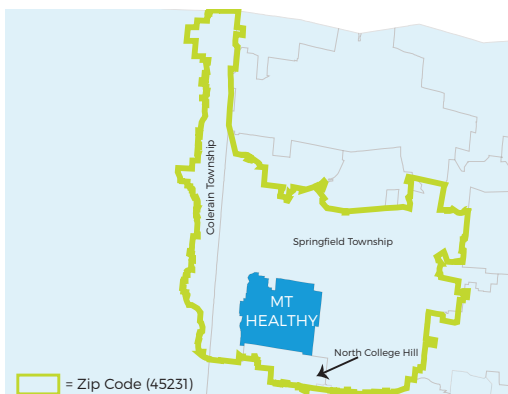 Colerain Township
Springfield Township
MT
HEALTHY
North College Hill
= Zip Code (45231)